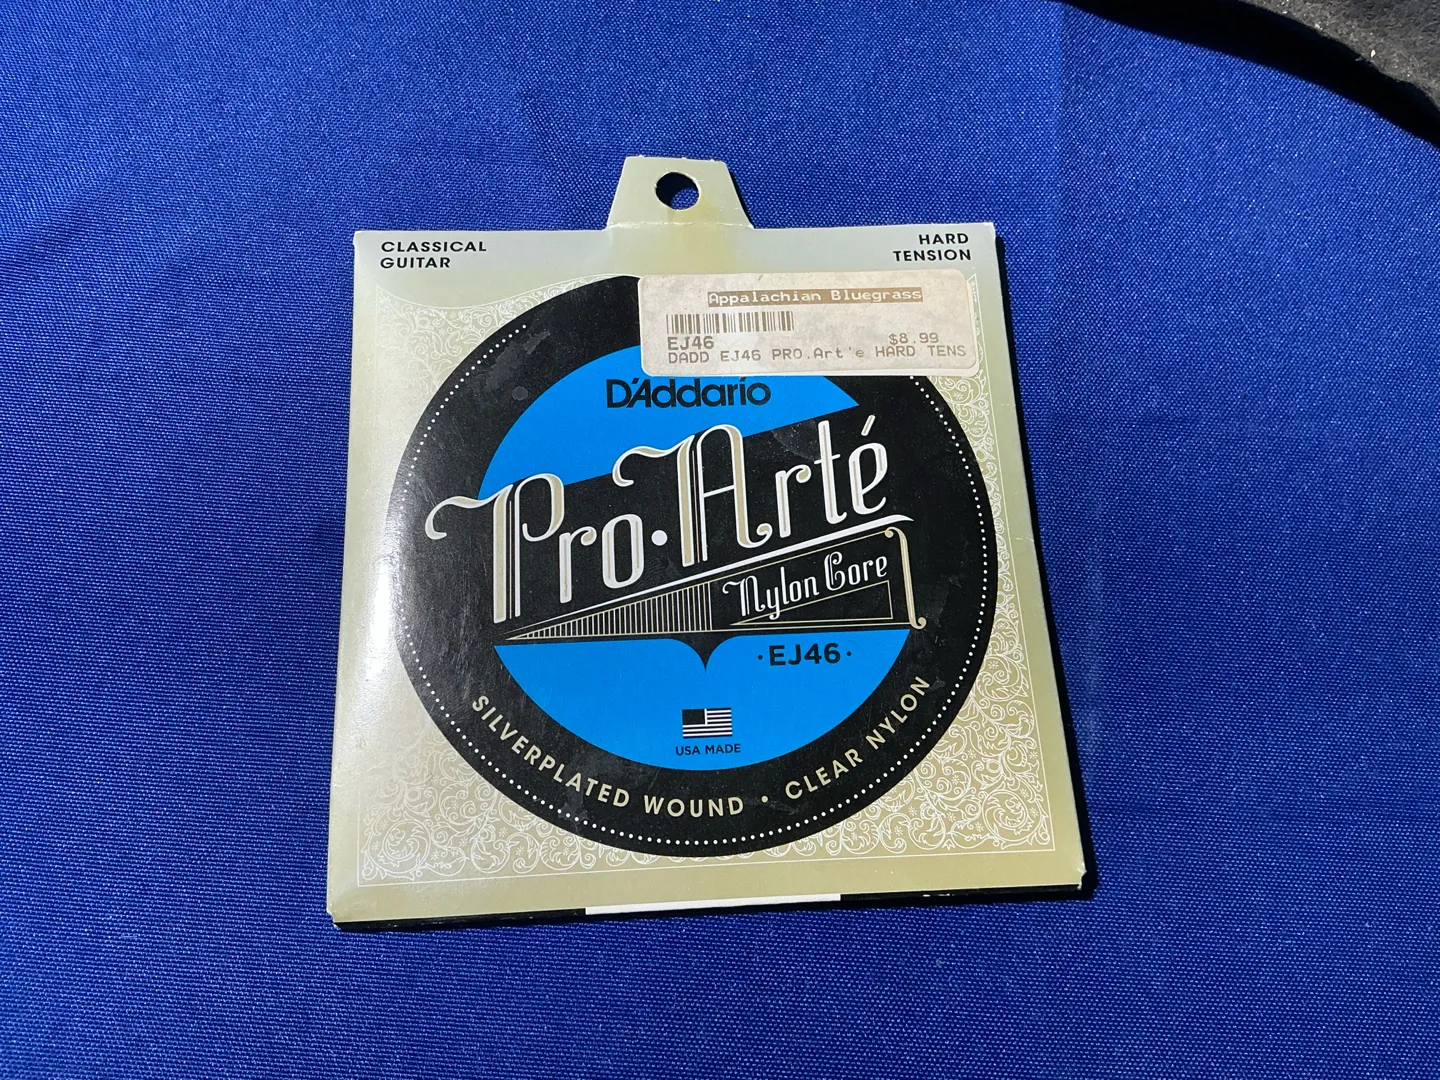 CLASSICAL
GUITAR
HARD
TENSION
Appalachian Bluegrass
EJ46 $8.99
DADD EJ46 PRO.Art'e HARD TENS
D'Addario
Pro·Arté
Nylon Core
·EJ46·
USA MADE
SILVERPLATED WOUND • CLEAR NYLON